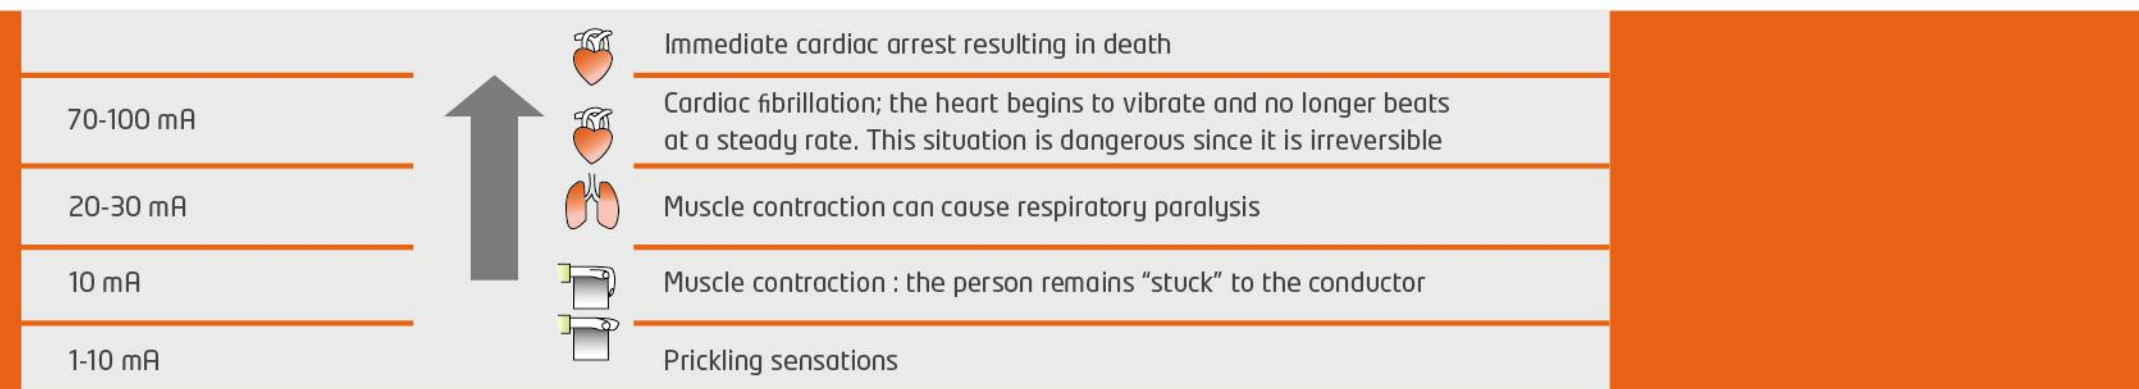 Immediate cardiac arrest resulting in death
70-100 mA
Cardiac fibrillation; the heart begins to vibrate and no longer beats
at a steady rate. This situation is dangerous since it is irreversible
20-30 mA
Muscle contraction can cause respiratory paralysis
10 mA
Muscle contraction : the person remains “stuck” to the conductor
1-10 mA
Prickling sensations